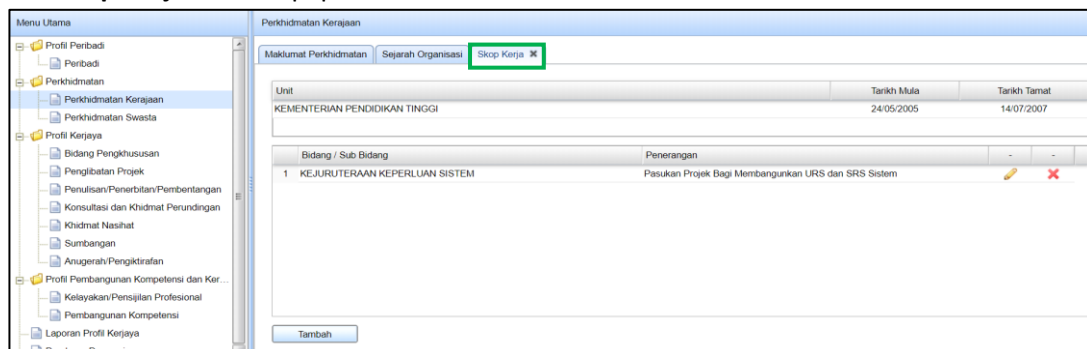 Menu Utama
Profil Peribadi
Peribadi
Perkhidmatan
Perkhidmatan Kerajaan
Perkhidmatan Swasta
Profil Kerjaya
Bidang Pengkhususan
Penglibatan Projek
Penulisan/Penerbitan/Pembentangan
Konsultasi dan Khidmat Perundingan
Khidmat Nasihat
Sumbangan
Anugerah/Pengiktirafan
Profil Pembangunan Kompetensi dan Ker...
Kelayakan/Pensijilan Profesional
Pembangunan Kompetensi
Laporan Profil Kerjaya
Perkhidmatan Kerajaan
Maklumat Perkhidmatan Sejarah Organisasi Skop Kerja
Unit Tarikh Mula Tarikh Tamat
KEMENTERIAN PENDIDIKAN TINGGI 24/05/2005 14/07/2007
Bidang / Sub Bidang Penerangan - -
1 KEJURUTERAAN KEPERLUAN SISTEM Pasukan Projek Bagi Membangunkan URS dan SRS Sistem
Tambah